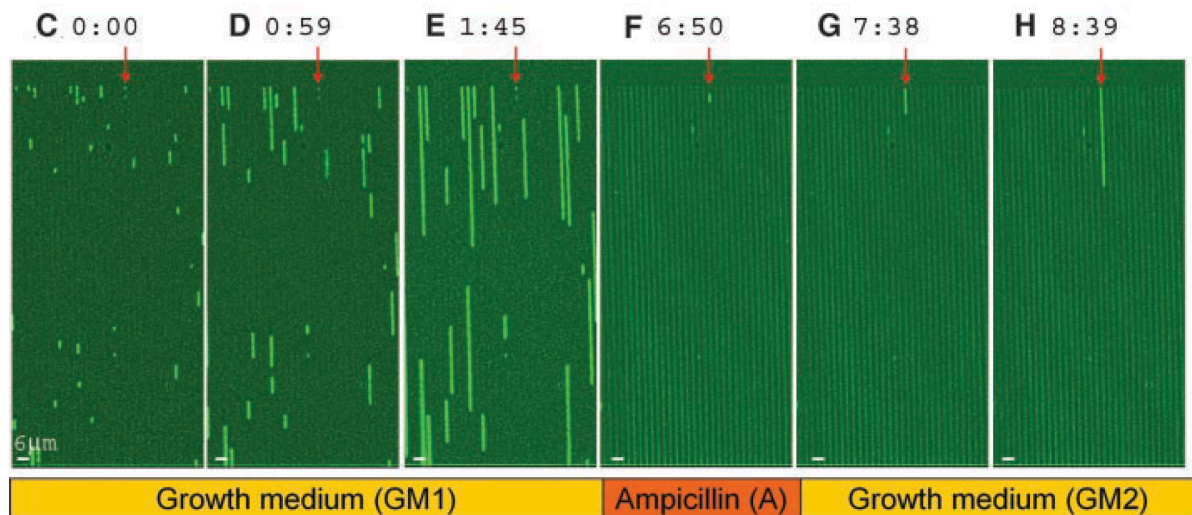 C 0:00 D 0:59 E 1:45 F 6:50 G 7:38 H 8:39
6µm
Growth medium (GM1) Ampicillin (A) Growth medium (GM2)